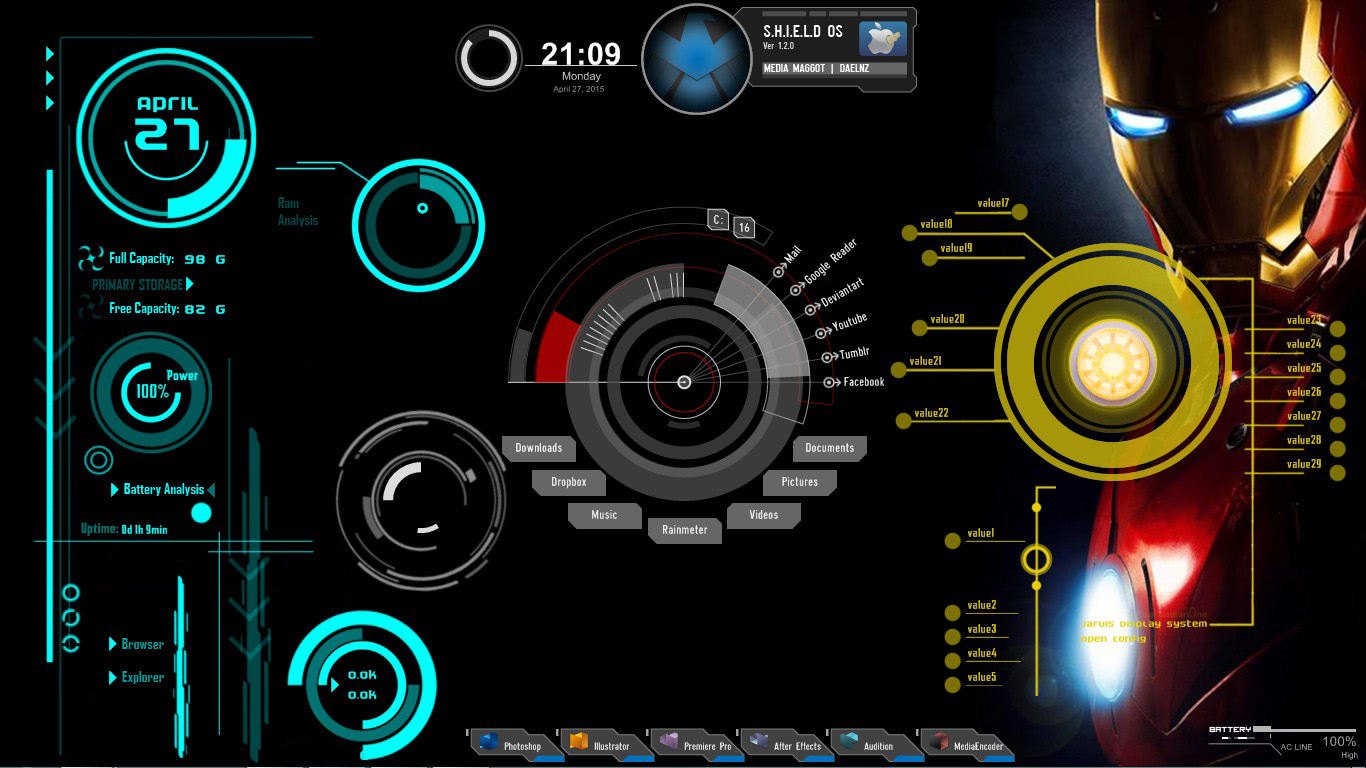 21:09
Monday
April 27, 2015
S.H.I.E.L.D OS
Ver 1.2.0
MEDIA MAGGOT | DAELNZ
April
27
Ram
Analysis
Full Capacity: 98 G
PRIMARY STORAGE
Free Capacity: 82 G
Power
100%
Battery Analysis
Uptime: 0d 1h 9min
Browser
Explorer
0.0k
0.0k
C:
16
Mail
Google Reader
Deviantart
Youtube
Tumblr
Facebook
Downloads
Documents
Dropbox
Pictures
Music
Videos
Rainmeter
value17
value18
value19
value20
value21
value22
value23
value24
value25
value26
value27
value28
value29
value1
value2
value3
value4
value5
Jarvis Display system
open config
Photoshop
Illustrator
Premiere Pro
After Effects
Audition
MediaEncoder
BATTERY
AC LINE
100%
High